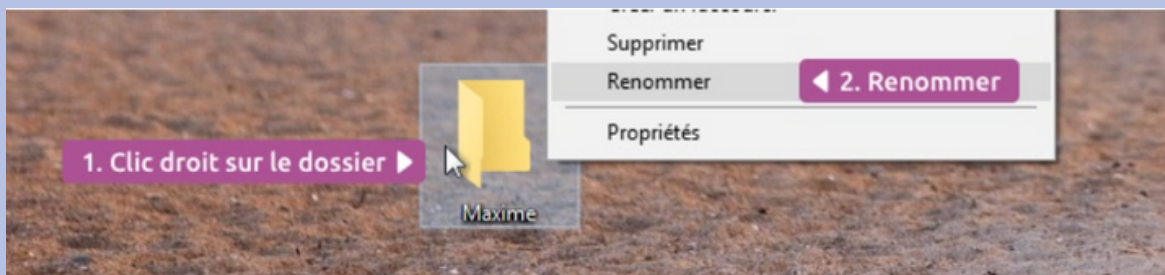 Supprimer
Renommer
2. Renommer
Propriétés
1. Clic droit sur le dossier
Maxime